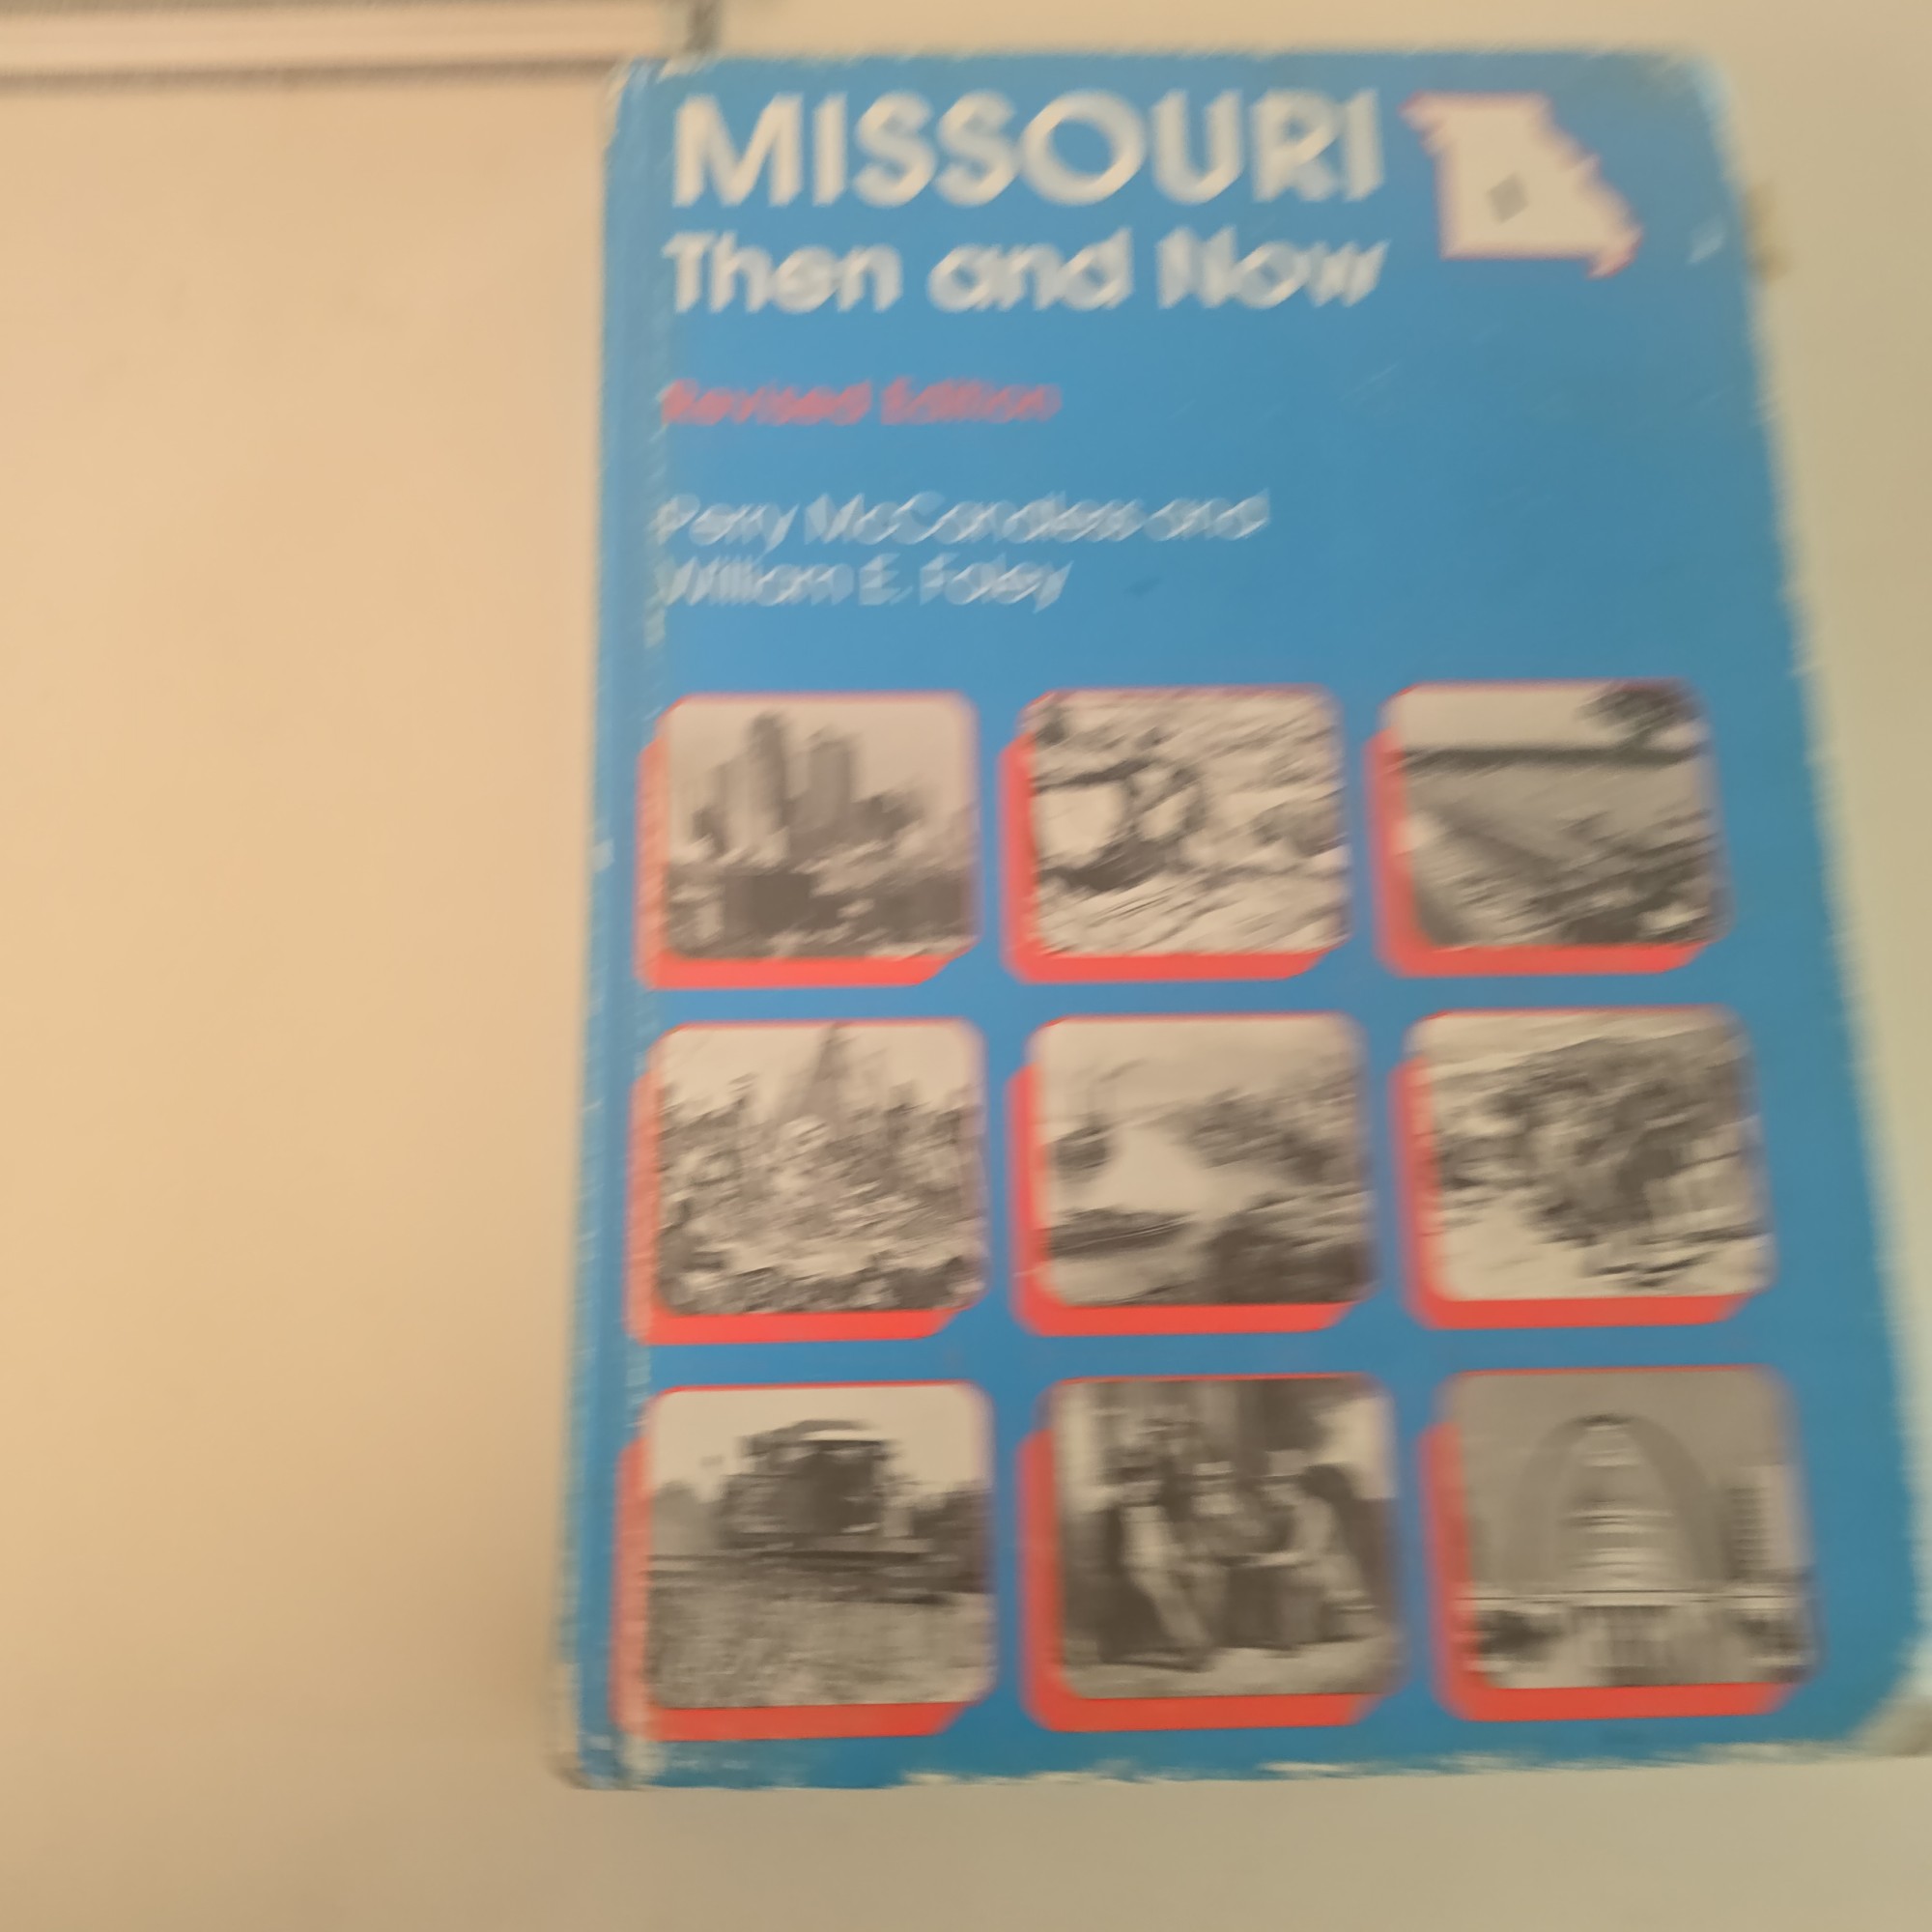 MISSOURI
Then and Now
Revised Edition
Perry McCandless and
William E. Foley